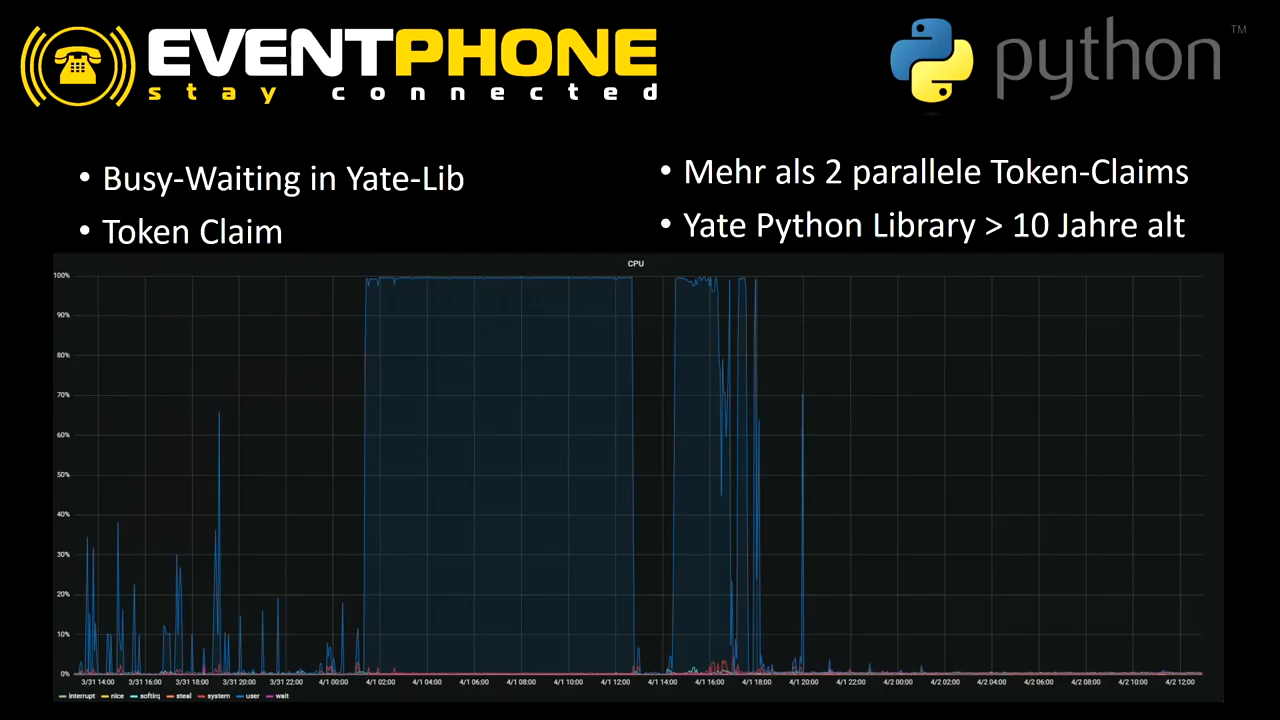 EVENTPHONE
stay connected
python TM
• Busy-Waiting in Yate-Lib
• Token Claim
• Mehr als 2 parallele Token-Claims
• Yate Python Library > 10 Jahre alt
CPU
100%
90%
80%
70%
60%
50%
40%
30%
20%
10%
0%
3/31 14:00 3/31 16:00 3/31 18:00 3/31 20:00 3/31 22:00 4/1 00:00 4/1 02:00 4/1 04:00 4/1 06:00 4/1 08:00 4/1 10:00 4/1 12:00 4/1 14:00 4/1 16:00 4/1 18:00 4/1 20:00 4/1 22:00 4/2 00:00 4/2 02:00 4/2 04:00 4/2 06:00 4/2 08:00 4/2 10:00 4/2 12:00
interrupt nice softirq steal system user wait